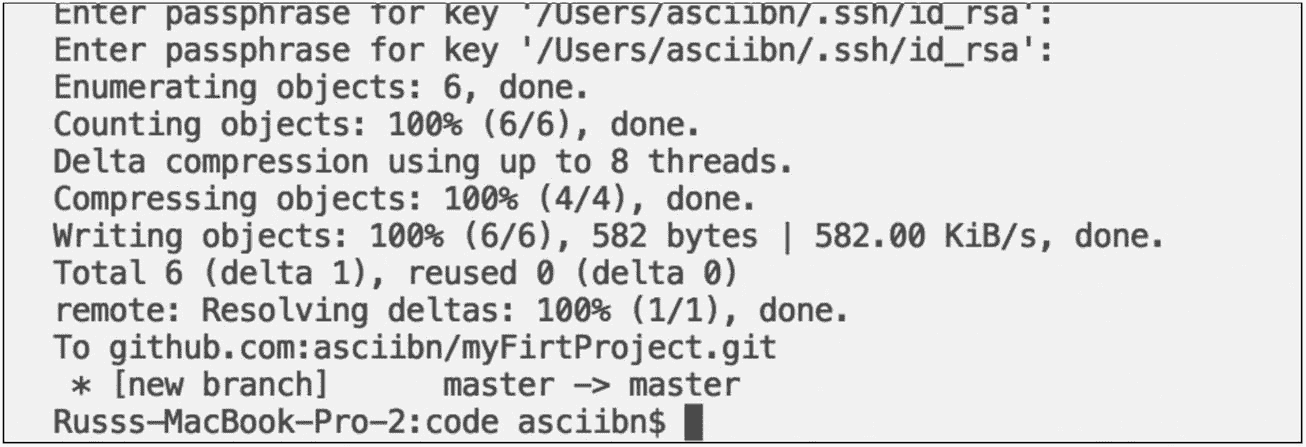 Enter passphrase for key '/Users/asciibn/.ssh/id_rsa':
Enter passphrase for key '/Users/asciibn/.ssh/id_rsa':
Enumerating objects: 6, done.
Counting objects: 100% (6/6), done.
Delta compression using up to 8 threads.
Compressing objects: 100% (4/4), done.
Writing objects: 100% (6/6), 582 bytes | 582.00 KiB/s, done.
Total 6 (delta 1), reused 0 (delta 0)
remote: Resolving deltas: 100% (1/1), done.
To github.com:asciibn/myFirtProject.git
 * [new branch]      master -> master
Russs-MacBook-Pro-2:code asciibn$